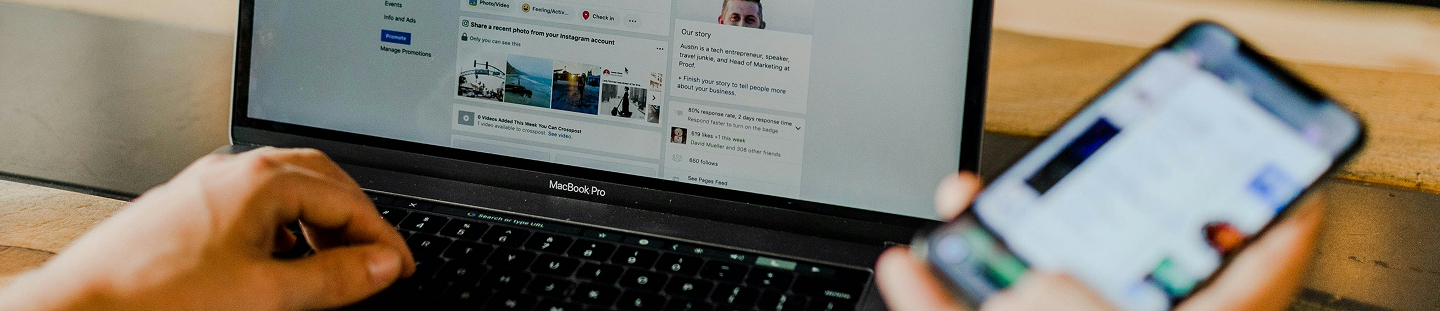 Events
Info and Ads
Promote
Manage Promotions
Photo/Video
Feeling/Activ...
Check in
Share a recent photo from your Instagram account
Only you can see this
0 Videos Added This Week You Can Crosspost
1 video available to crosspost. See video.
Our story
Austin is a tech entrepreneur, speaker,
travel junkie, and Head of Marketing at
Proof.
+ Finish your story to tell people more
about your business.
80% response rate, 2 days response time
Respond faster to turn on the badge
619 likes +1 this week
David Mueller and 308 other friends
650 follows
See Pages Feed
MacBook Pro
Search or type URL